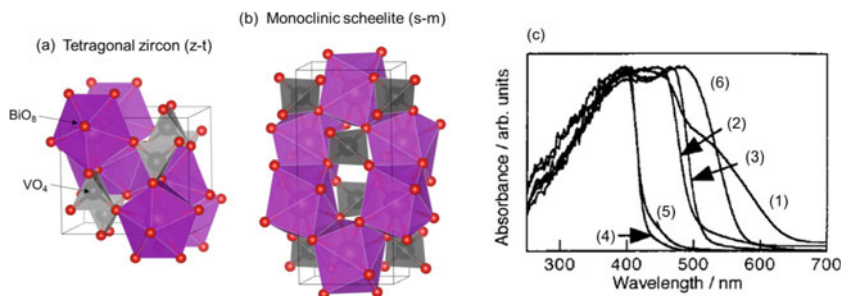 (a) Tetragonal zircon (z-t)
BiO₈
VO₄
(b) Monoclinic scheelite (s-m)
(c)
Absorbance / arb. units
(6)
(2)
(3)
(1)
(5)
(4)
300 400 500 600 700
Wavelength / nm